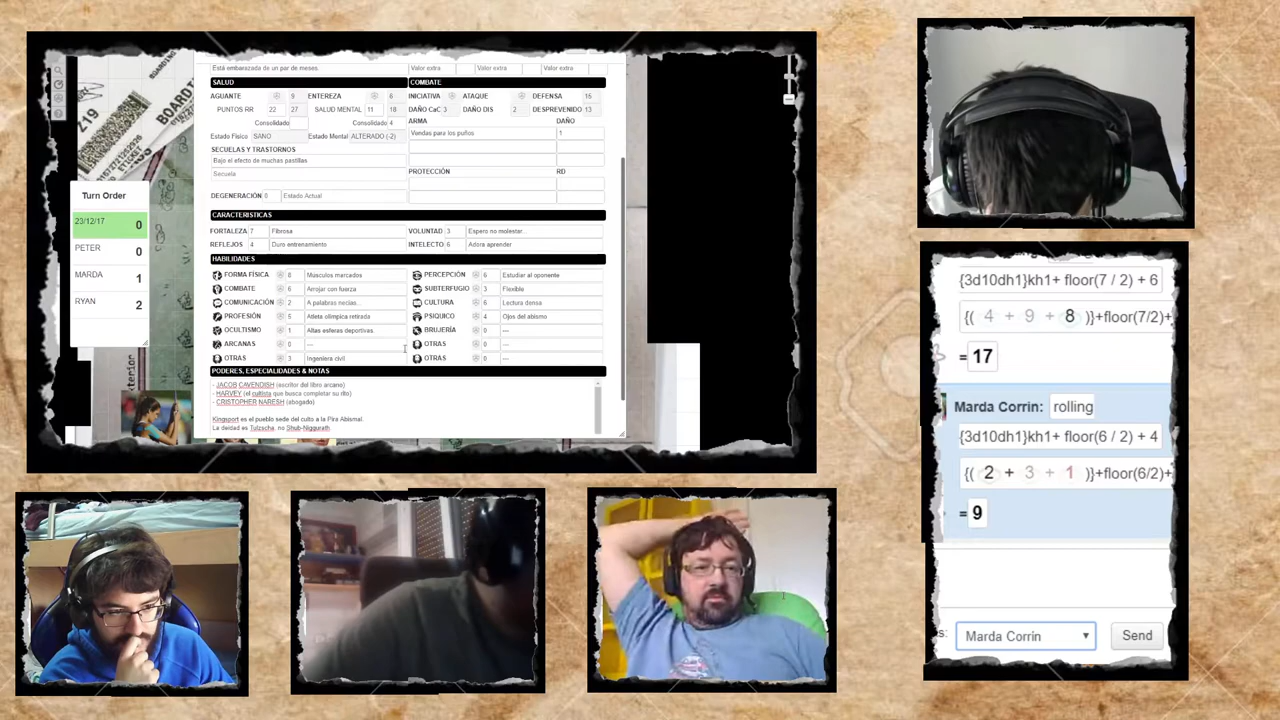 219
BOARD
Turn Order
23/12/17 0
PETER 0
MARDA 1
RYAN 2
Está embarazada de un par de meses.
Valor extra Valor extra Valor extra
SALUD
COMBATE
AGUANTE 9 ENTEREZA 6
INICIATIVA ATAQUE DEFENSA 16
PUNTOS RR 22 27 SALUD MENTAL 11 18
DAÑO CaC 3 DAÑO DIS 2 DESPREVENIDO 13
Consolidado Consolidado 4
ARMA DAÑO
Estado Físico SANO Estado Mental ALTERADO (-2)
Vendas para los puños 1
SECUELAS Y TRASTORNOS
Bajo el efecto de muchas pastillas
Secuela
PROTECCIÓN RD
DEGENERACIÓN 0 Estado Actual
CARACTERISTICAS
FORTALEZA 7 Fibrosa VOLUNTAD 3 Espero no molestar...
REFLEJOS 4 Duro entrenamiento INTELECTO 6 Adora aprender
HABILIDADES
FORMA FÍSICA 8 Músculos marcados PERCEPCIÓN 6 Estudiar al oponente
COMBATE 6 Arrojar con fuerza SUBTERFUGIO 3 Flexible
COMUNICACIÓN 2 A palabras necias... CULTURA 6 Lectura densa
PROFESIÓN 5 Atleta olímpica retirada PSIQUICO 4 Ojos del abismo
OCULTISMO 1 Altas esferas deportivas. BRUJERÍA 0 ---
ARCANAS 0 --- OTRAS 0 ---
OTRAS 3 Ingeniera civil OTRAS 0 ---
PODERES, ESPECIALIDADES & NOTAS
- JACOB CAVENDISH (escritor del libro arcano)
- HARVEY (el cultista que busca completar su rito)
- CRISTOPHER NARESH (abogado)
Kingsport es el pueblo sede del culto a la Pira Abismal.
La deidad es Tulzscha, no Shub-Niggurath
{3d10dh1}kh1+ floor(7 / 2) + 6
{( 4 + 9 + 8 )}+floor(7/2)+
=17
Marda Corrin: rolling
{3d10dh1}kh1+ floor(6 / 2) + 4
{( 2 + 3 + 1 )}+floor(6/2)+
=9
s: Marda Corrin Send